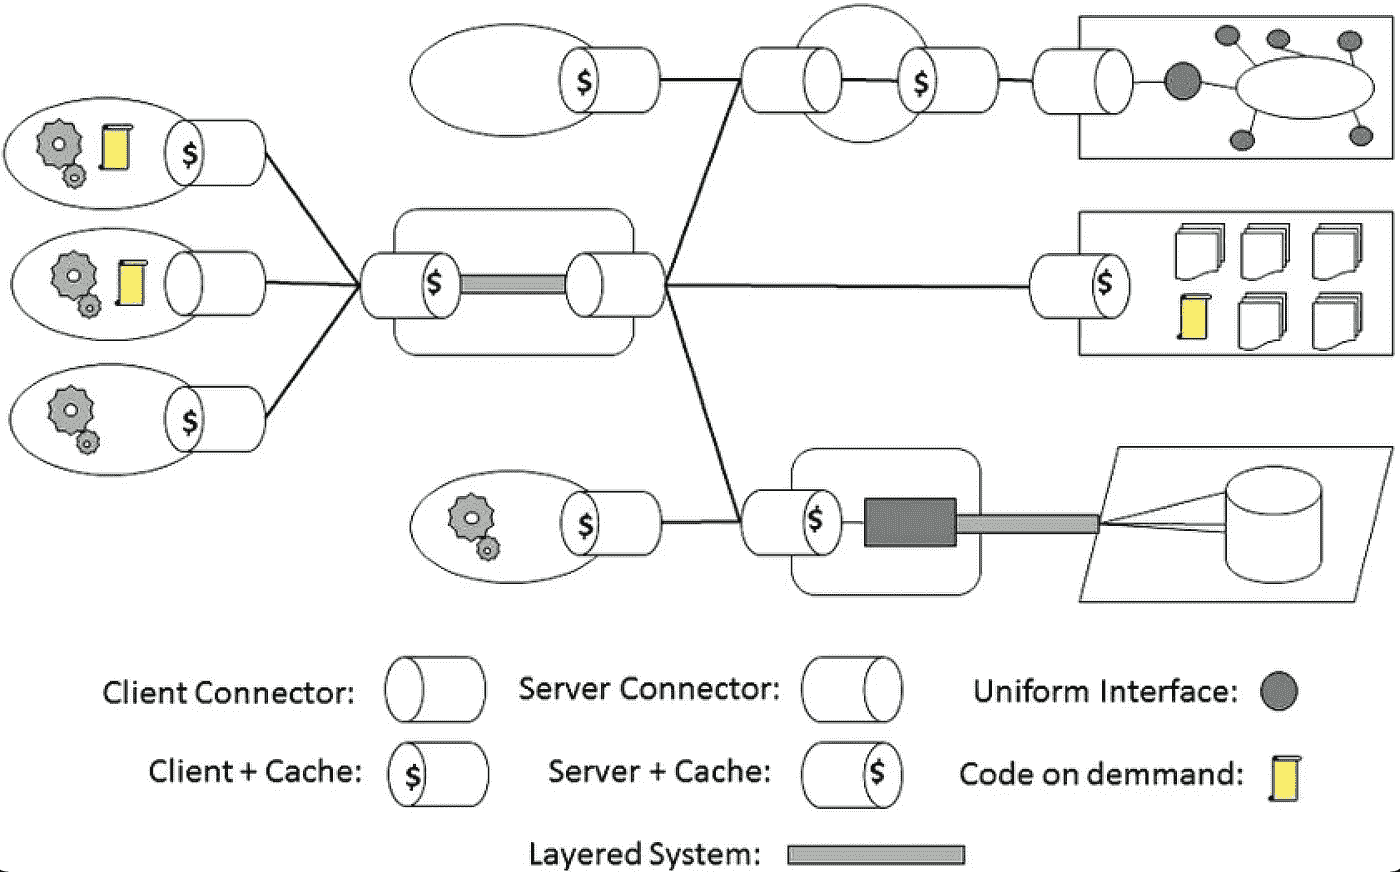 $
$
$
$
$
$
$
$
$
$
Client Connector:
Server Connector:
Uniform Interface:
Client + Cache:
$
Server + Cache:
$
Code on demmand:
Layered System: